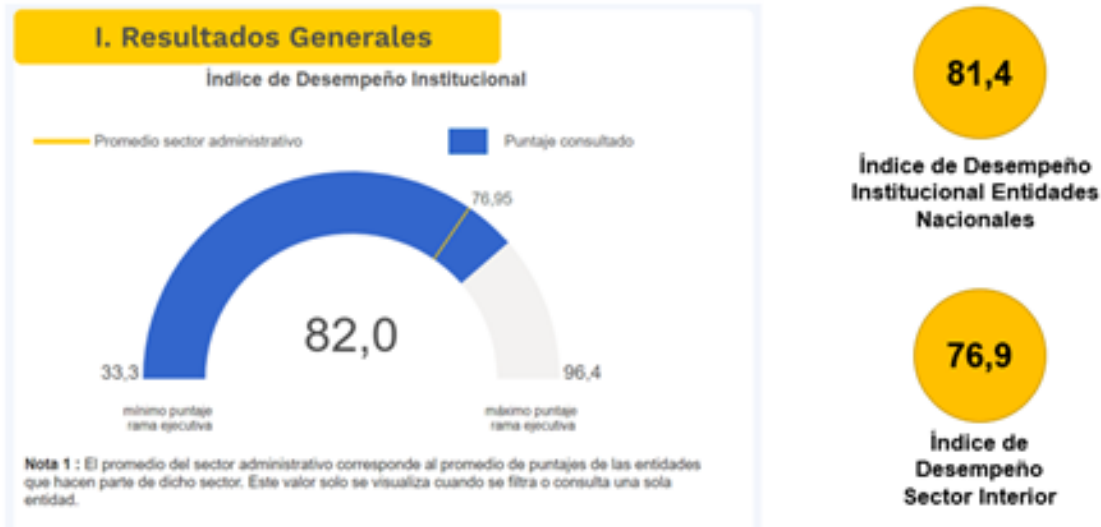 I. Resultados Generales
Índice de Desempeño Institucional
Promedio sector administrativo
Puntaje consultado
76,95
82,0
33,3
96,4
mínimo puntaje
rama ejecutiva
máximo puntaje
rama ejecutiva
Nota 1 : El promedio del sector administrativo corresponde al promedio de puntajes de las entidades
que hacen parte de dicho sector. Este valor solo se visualiza cuando se filtra o consulta una sola
entidad.
81,4
Índice de Desempeño
Institucional Entidades
Nacionales
76,9
Índice de
Desempeño
Sector Interior